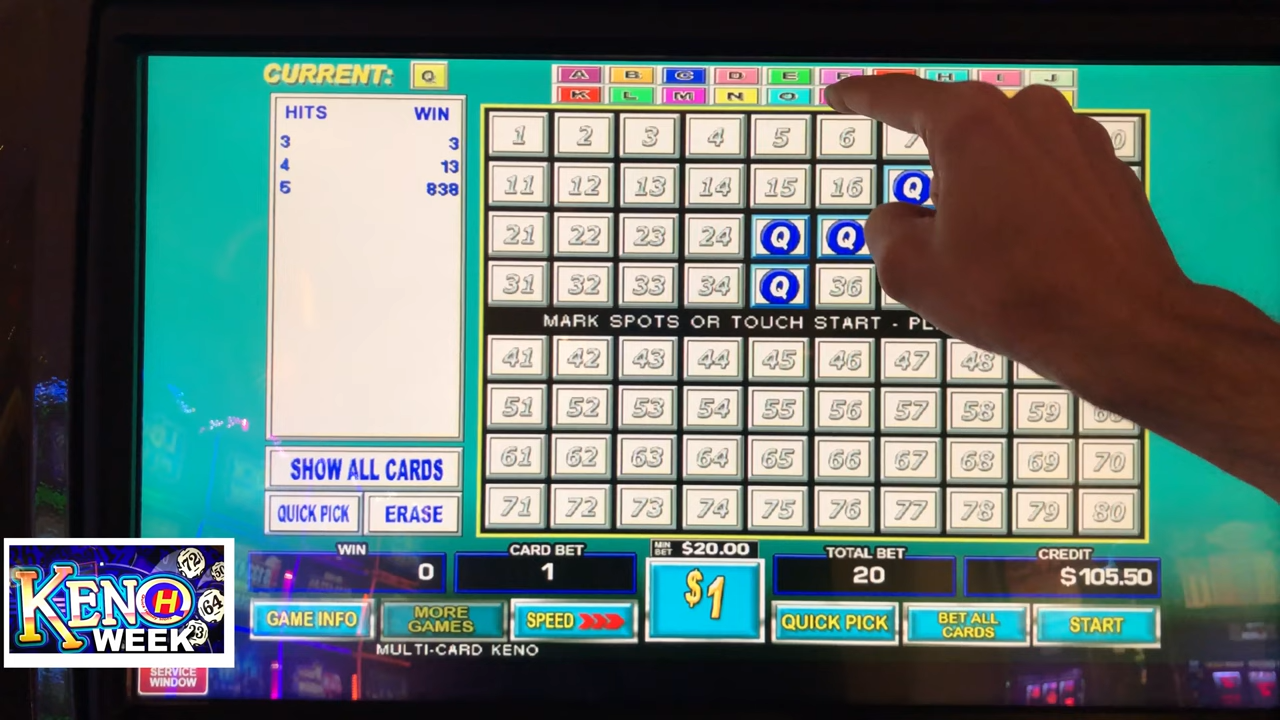 CURRENT: Q
A B C D E F H I J
K L M N O
HITS WIN
3 3
4 13
5 838
1 2 3 4 5 6 7
11 12 13 14 15 16 Q
21 22 23 24 Q Q
31 32 33 34 Q 36
MARK SPOTS OR TOUCH START - PL
41 42 43 44 45 46 47 48
51 52 53 54 55 56 57 58 59 60
61 62 63 64 65 66 67 68 69 70
71 72 73 74 75 76 77 78 79 80
SHOW ALL CARDS
QUICK PICK ERASE
WIN CARD BET MIN BET $20.00 TOTAL BET CREDIT
0 1 $1 20 $105.50
GAME INFO MORE GAMES SPEED QUICK PICK BET ALL CARDS START
MULTI-CARD KENO
KENO H
WEEK
72
64
SERVICE
WINDOW